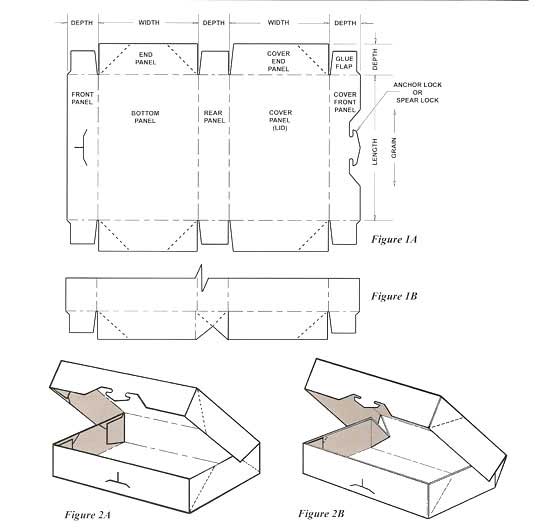 DEPTH WIDTH DEPTH WIDTH DEPTH
END
PANEL
COVER
END
PANEL
GLUE
FLAP
DEPTH
FRONT
PANEL
BOTTOM
PANEL
REAR
PANEL
COVER
PANEL
(LID)
COVER
FRONT
PANEL
ANCHOR LOCK
OR
SPEAR LOCK
LENGTH
GRAIN
Figure 1A
Figure 1B
Figure 2A
Figure 2B